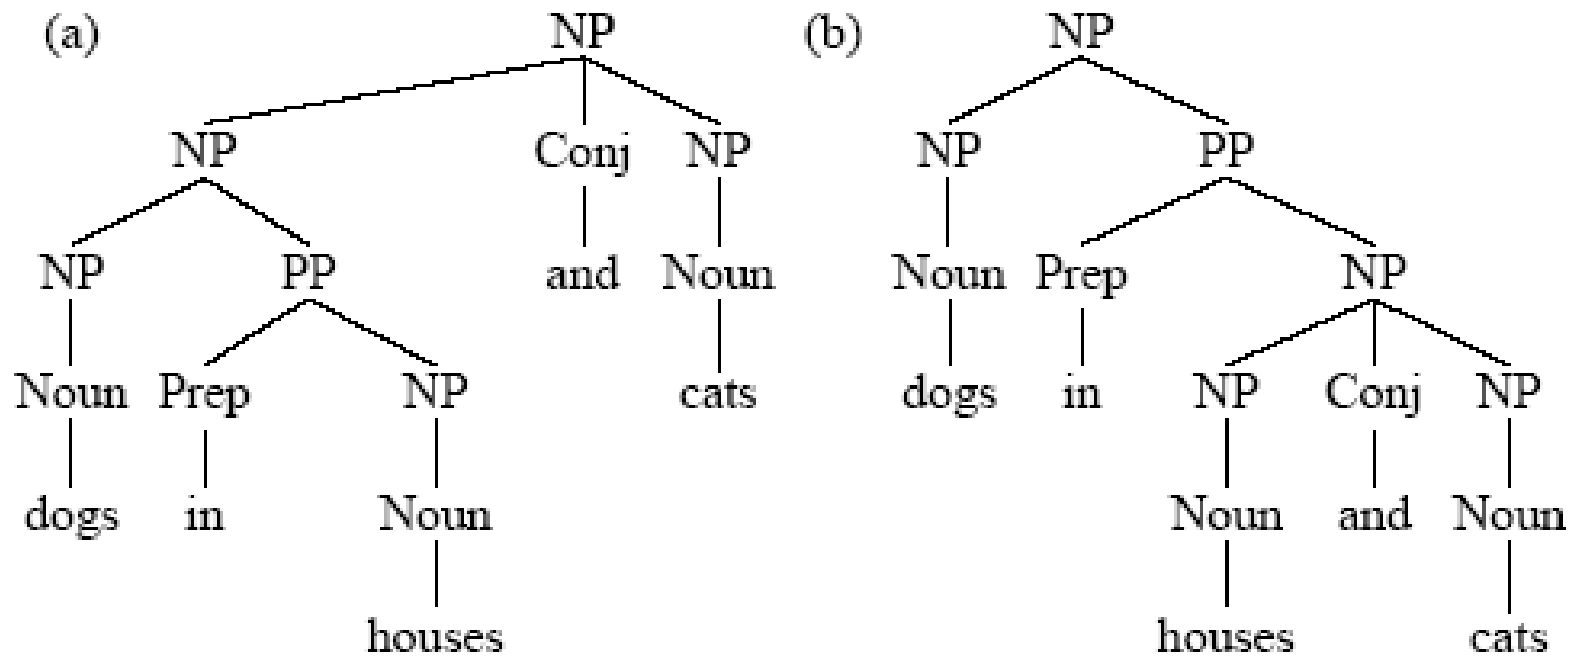 (a) NP (b) NP
NP Conj NP NP PP
NP PP and Noun Noun Prep NP
Noun Prep NP cats dogs in NP Conj NP
dogs in Noun Noun and Noun
houses houses cats